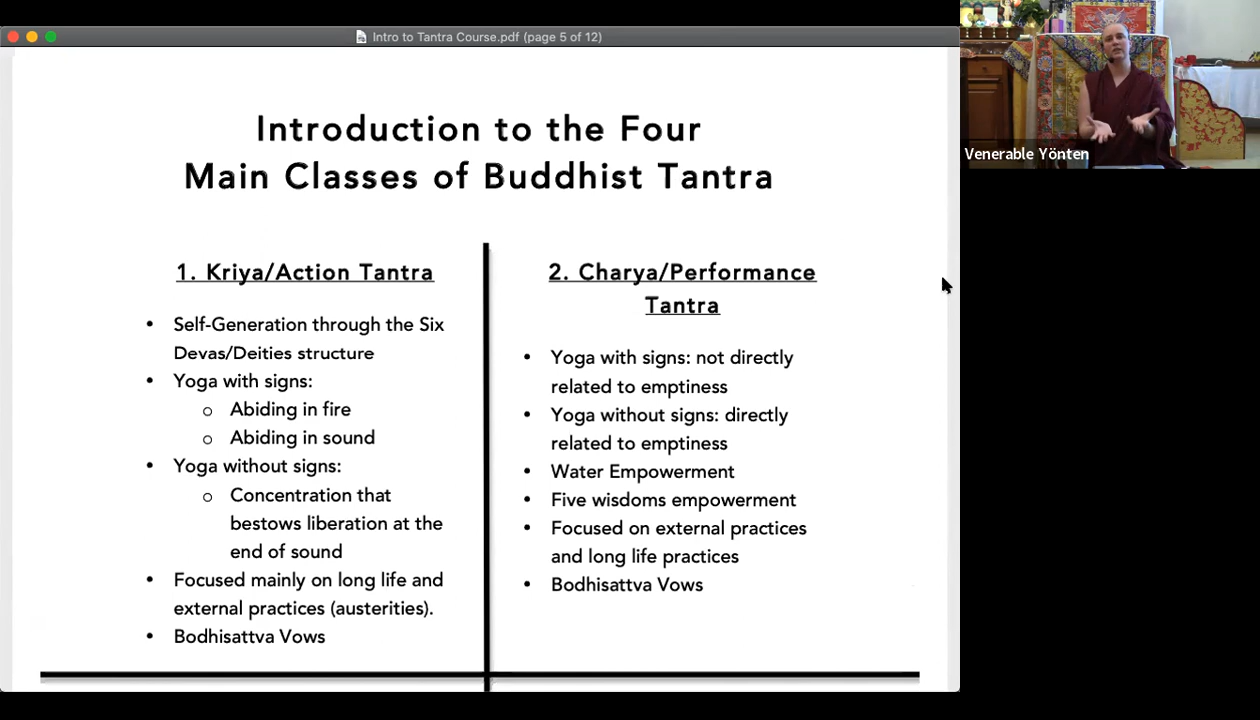 Intro to Tantra Course.pdf (page 5 of 12)
Venerable Yönten
Introduction to the Four
Main Classes of Buddhist Tantra
1. Kriya/Action Tantra
• Self-Generation through the Six
Devas/Deities structure
• Yoga with signs:
o Abiding in fire
o Abiding in sound
• Yoga without signs:
o Concentration that
bestows liberation at the
end of sound
• Focused mainly on long life and
external practices (austerities).
• Bodhisattva Vows
2. Charya/Performance
Tantra
• Yoga with signs: not directly
related to emptiness
• Yoga without signs: directly
related to emptiness
• Water Empowerment
• Five wisdoms empowerment
• Focused on external practices
and long life practices
• Bodhisattva Vows